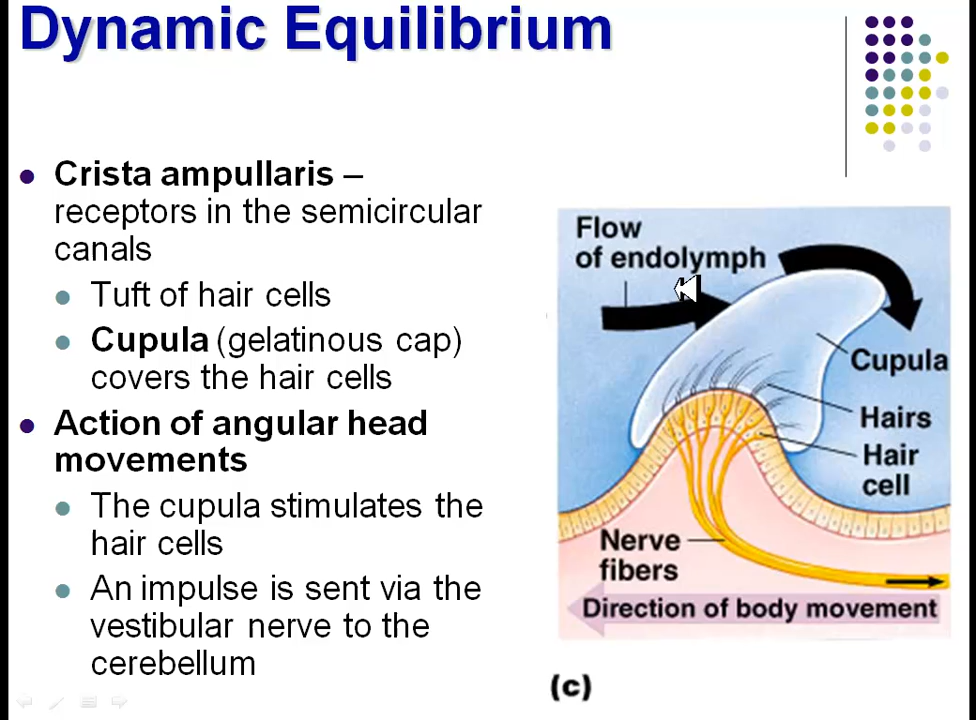 Dynamic Equilibrium
Crista ampullaris –
receptors in the semicircular
canals
Tuft of hair cells
Cupula (gelatinous cap)
covers the hair cells
Action of angular head
movements
The cupula stimulates the
hair cells
An impulse is sent via the
vestibular nerve to the
cerebellum
Flow
of endolymph
Cupula
Hairs
Hair
cell
Nerve
fibers
Direction of body movement
(c)